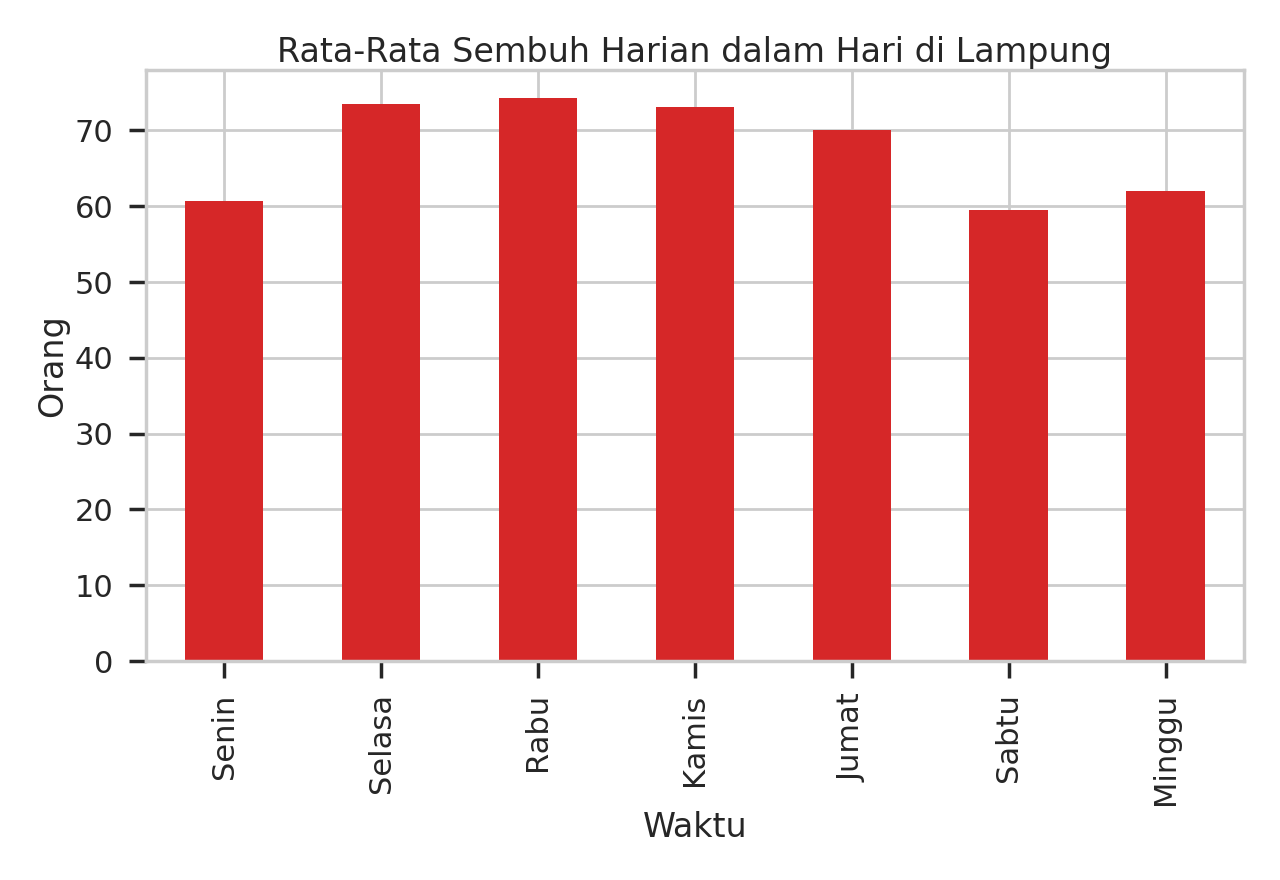 Rata-Rata Sembuh Harian dalam Hari di Lampung
Orang
70
60
50
40
30
20
10
0
Senin
Selasa
Rabu
Kamis
Jumat
Sabtu
Minggu
Waktu